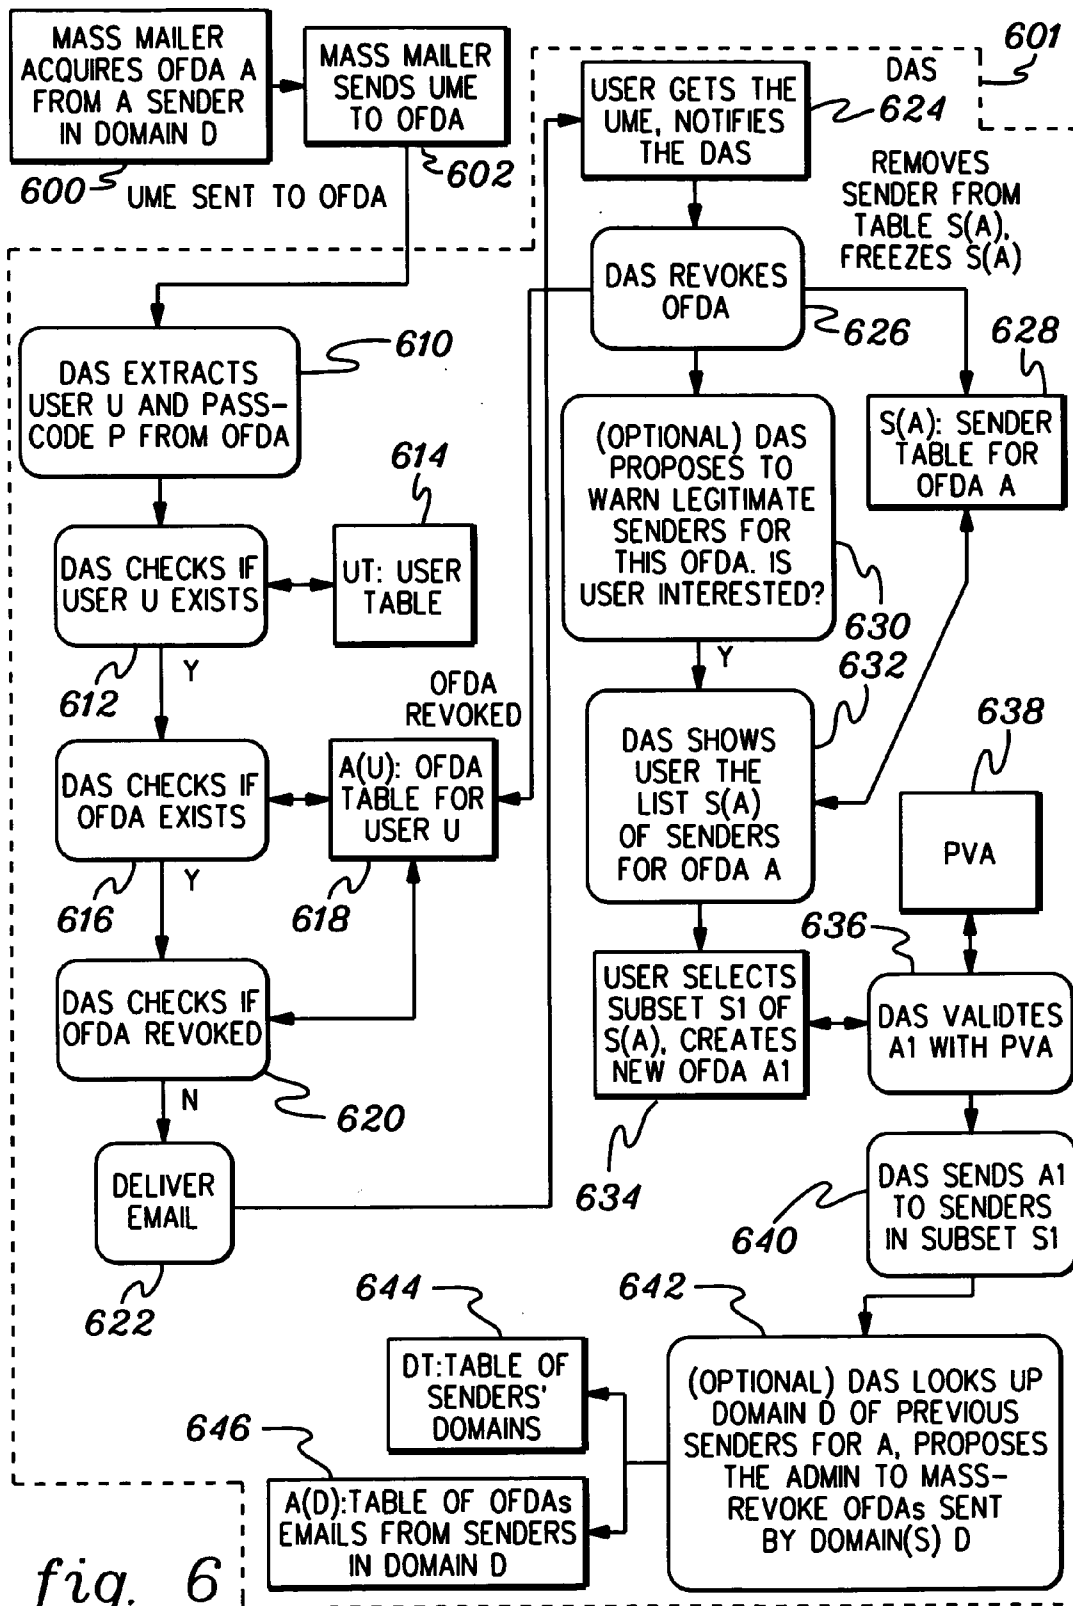 MASS MAILER
ACQUIRES OFDA A
FROM A SENDER
IN DOMAIN D
600
MASS MAILER
SENDS UME
TO OFDA
602
UME SENT TO OFDA
601
DAS
USER GETS THE
UME, NOTIFIES
THE DAS
624
REMOVES
SENDER FROM
TABLE S(A),
FREEZES S(A)
DAS REVOKES
OFDA
626
628
S(A): SENDER
TABLE FOR
OFDA A
DAS EXTRACTS
USER U AND PASS-
CODE P FROM OFDA
610
614
DAS CHECKS IF
USER U EXISTS
UT: USER
TABLE
612
Y
(OPTIONAL) DAS
PROPOSES TO
WARN LEGITIMATE
SENDERS FOR
THIS OFDA. IS
USER INTERESTED?
630
Y
632
OFDA
REVOKED
DAS CHECKS IF
OFDA EXISTS
A(U): OFDA
TABLE FOR
USER U
616
Y
618
DAS SHOWS
USER THE
LIST S(A)
OF SENDERS
FOR OFDA A
638
PVA
636
DAS CHECKS IF
OFDA REVOKED
620
N
USER SELECTS
SUBSET S1 OF
S(A), CREATES
NEW OFDA A1
634
DAS VALIDTES
A1 WITH PVA
DELIVER
EMAIL
622
DAS SENDS A1
TO SENDERS
IN SUBSET S1
640
642
644
DT:TABLE OF
SENDERS'
DOMAINS
646
A(D):TABLE OF OFDAs
EMAILS FROM SENDERS
IN DOMAIN D
(OPTIONAL) DAS LOOKS UP
DOMAIN D OF PREVIOUS
SENDERS FOR A, PROPOSES
THE ADMIN TO MASS-
REVOKE OFDAs SENT
BY DOMAIN(S) D
fig. 6